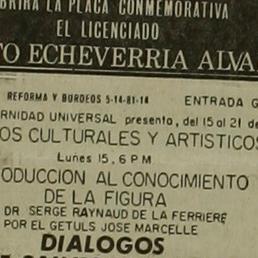 BRIRA LA PLACA CONMEMORATIVA
EL LICENCIADO
TO ECHEVERRIA ALVA
REFORMA Y BURDEOS 5-14-81-14 ENTRADA G
ERNIDAD UNIVERSAL presenta, del 15 al 21 de
OS CULTURALES Y ARTISTICOS
Lunes 15, 6 P M
ODUCCION AL CONOCIMIENTO
DE LA FIGURA
DR SERGE RAYNAUD DE LA FERRIERE
POR EL GETULS JOSE MARCELLE
DIALOGOS